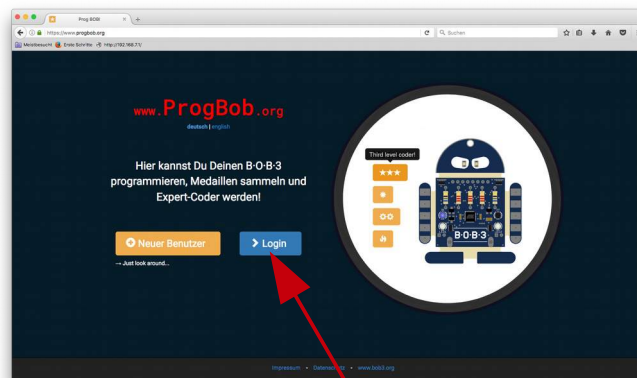 Prog BOB!
https://www.progbob.org
Suchen
Meistbesucht Erste Schritte http://192.168.7.1/
www.ProgBob.org
deutsch | english
Hier kannst Du Deinen B·O·B·3
programmieren, Medaillen sammeln und
Expert-Coder werden!
Neuer Benutzer
Login
→ Just look around...
Third level coder!
B·O·B·3
Impressum • Datenschutz • www.bob3.org